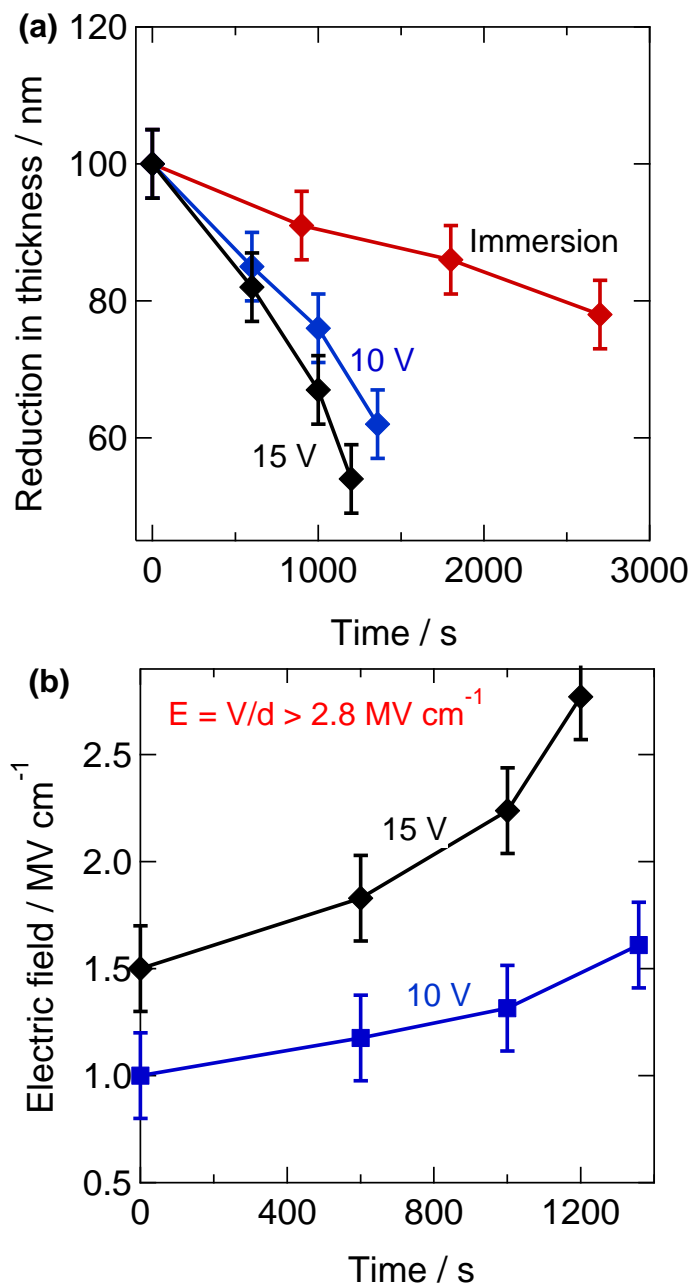 (a)
120
100
80
60
Reduction in thickness / nm
Immersion
10 V
15 V
0
1000
2000
3000
Time / s
(b)
E = V/d > 2.8 MV cm⁻¹
2.5
2.0
1.5
1.0
0.5
Electric field / MV cm⁻¹
15 V
10 V
0
400
800
1200
Time / s